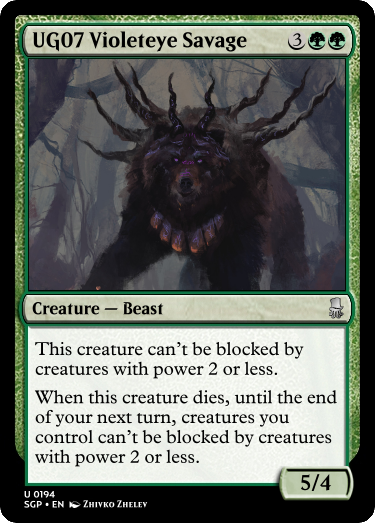 UG07 Violeteye Savage 3
Creature — Beast
This creature can't be blocked by
creatures with power 2 or less.
When this creature dies, until the end
of your next turn, creatures you
control can't be blocked by creatures
with power 2 or less.
5/4
U 0194
SGP • EN Zhivko Zhelev